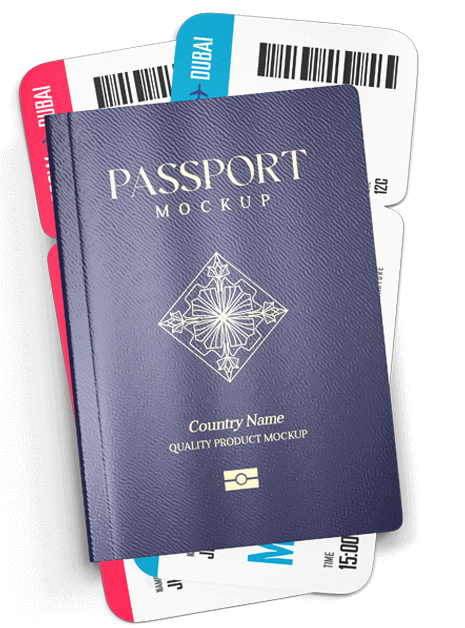 DUBAI
DUBAI
12C
PASSPORT
MOCKUP
Country Name
QUALITY PRODUCT MOCKUP
TIME
15:00